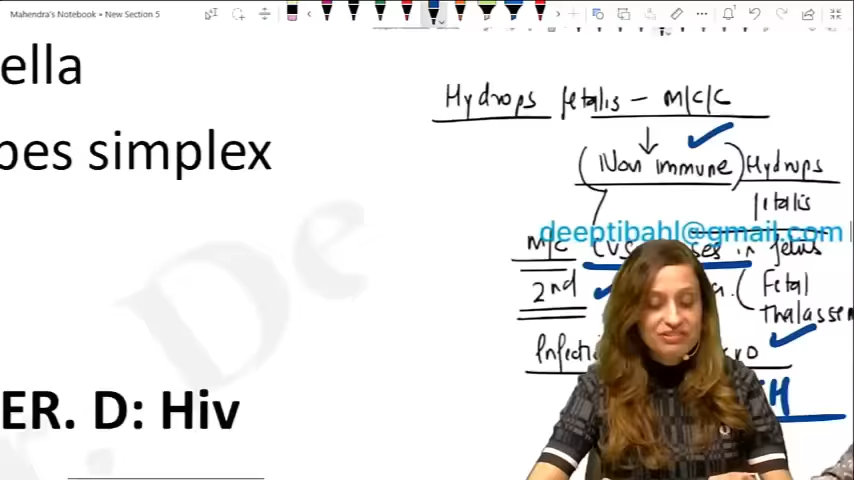 Mahendra's Notebook • New Section 5
ella
pes simplex
ER. D: Hiv
Hydrops fetalis - M/C/C
(Non immune) Hydrops
fetalis
deeptibahl@gmail.com
M/C CVS in fetus
2nd (Fetal
thalassem
Infecti
H